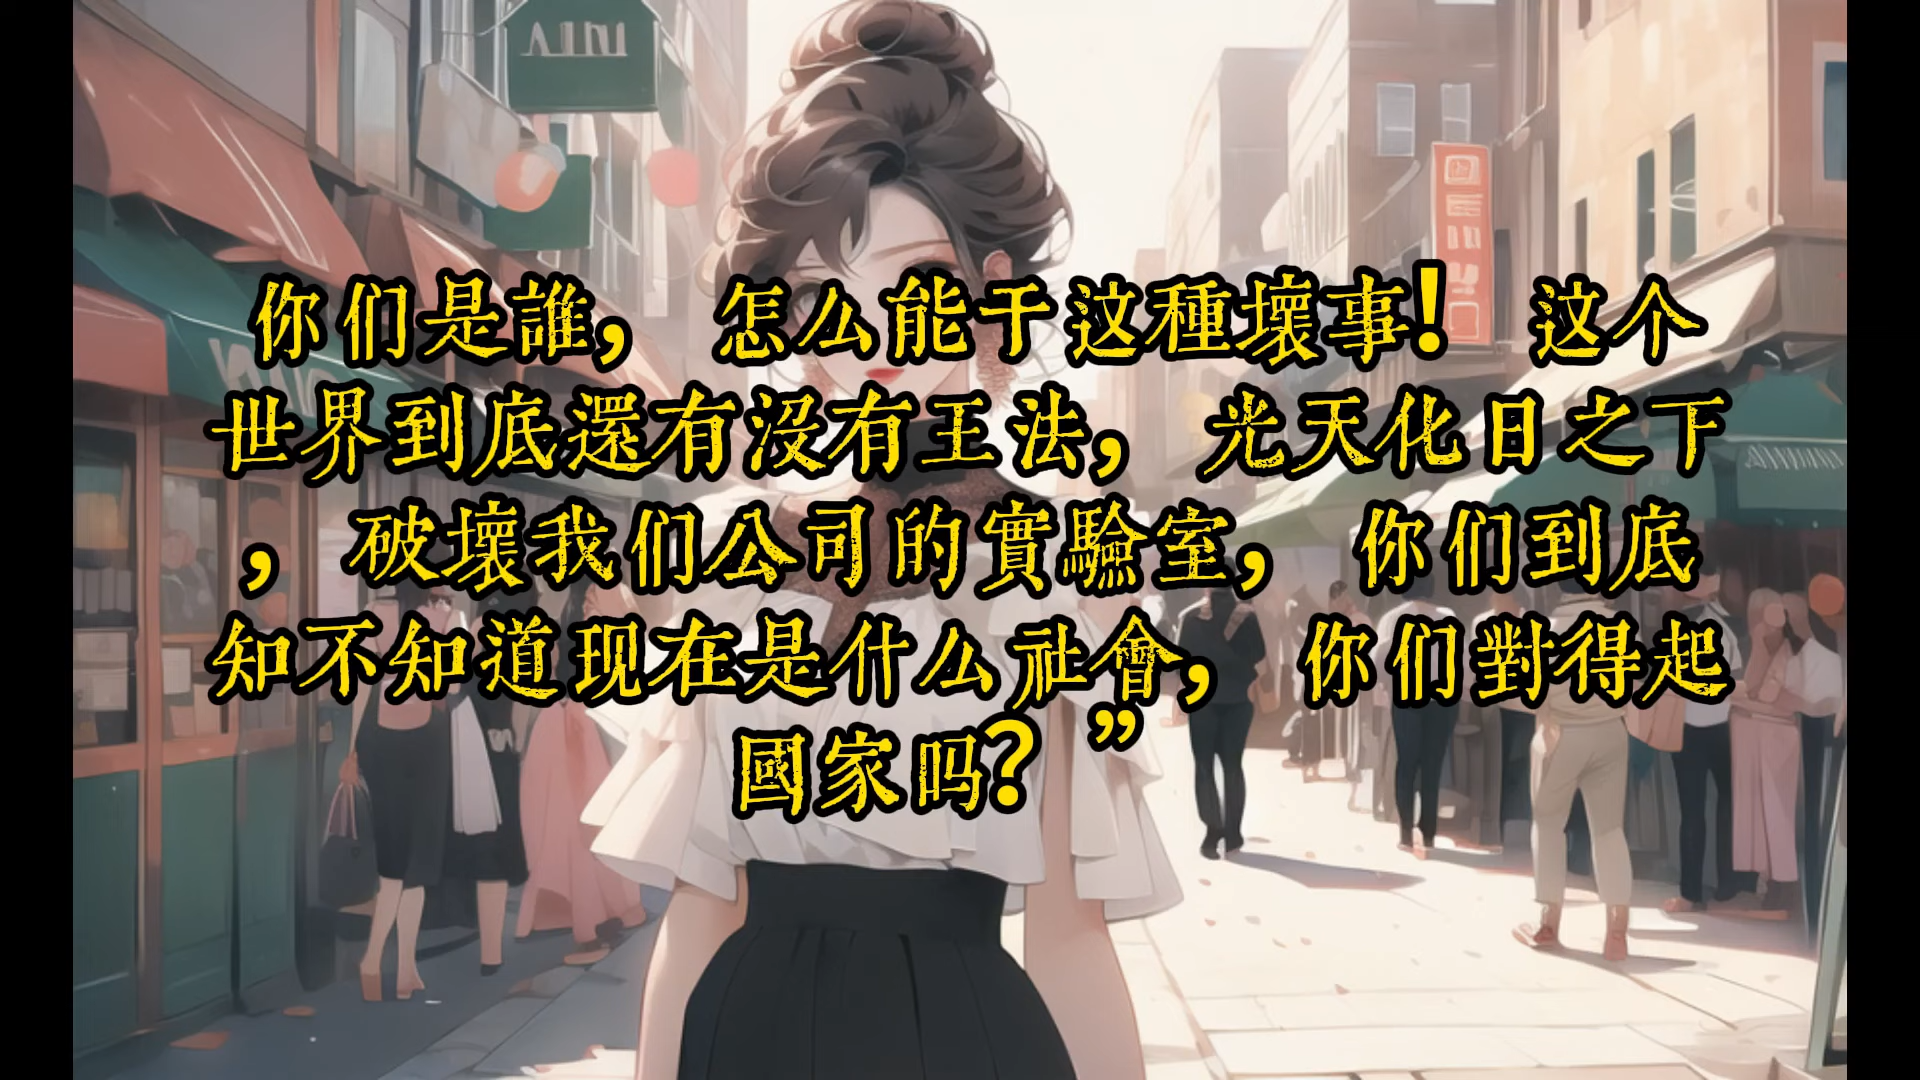 你们是誰， 怎么能于这種壞事！ 这个
世界到底還有没有王法， 光天化日之下
， 破壞我们公司的實驗室， 你们到底
知不知道现在是什么社會， 你们對得起
國家吗？ ”